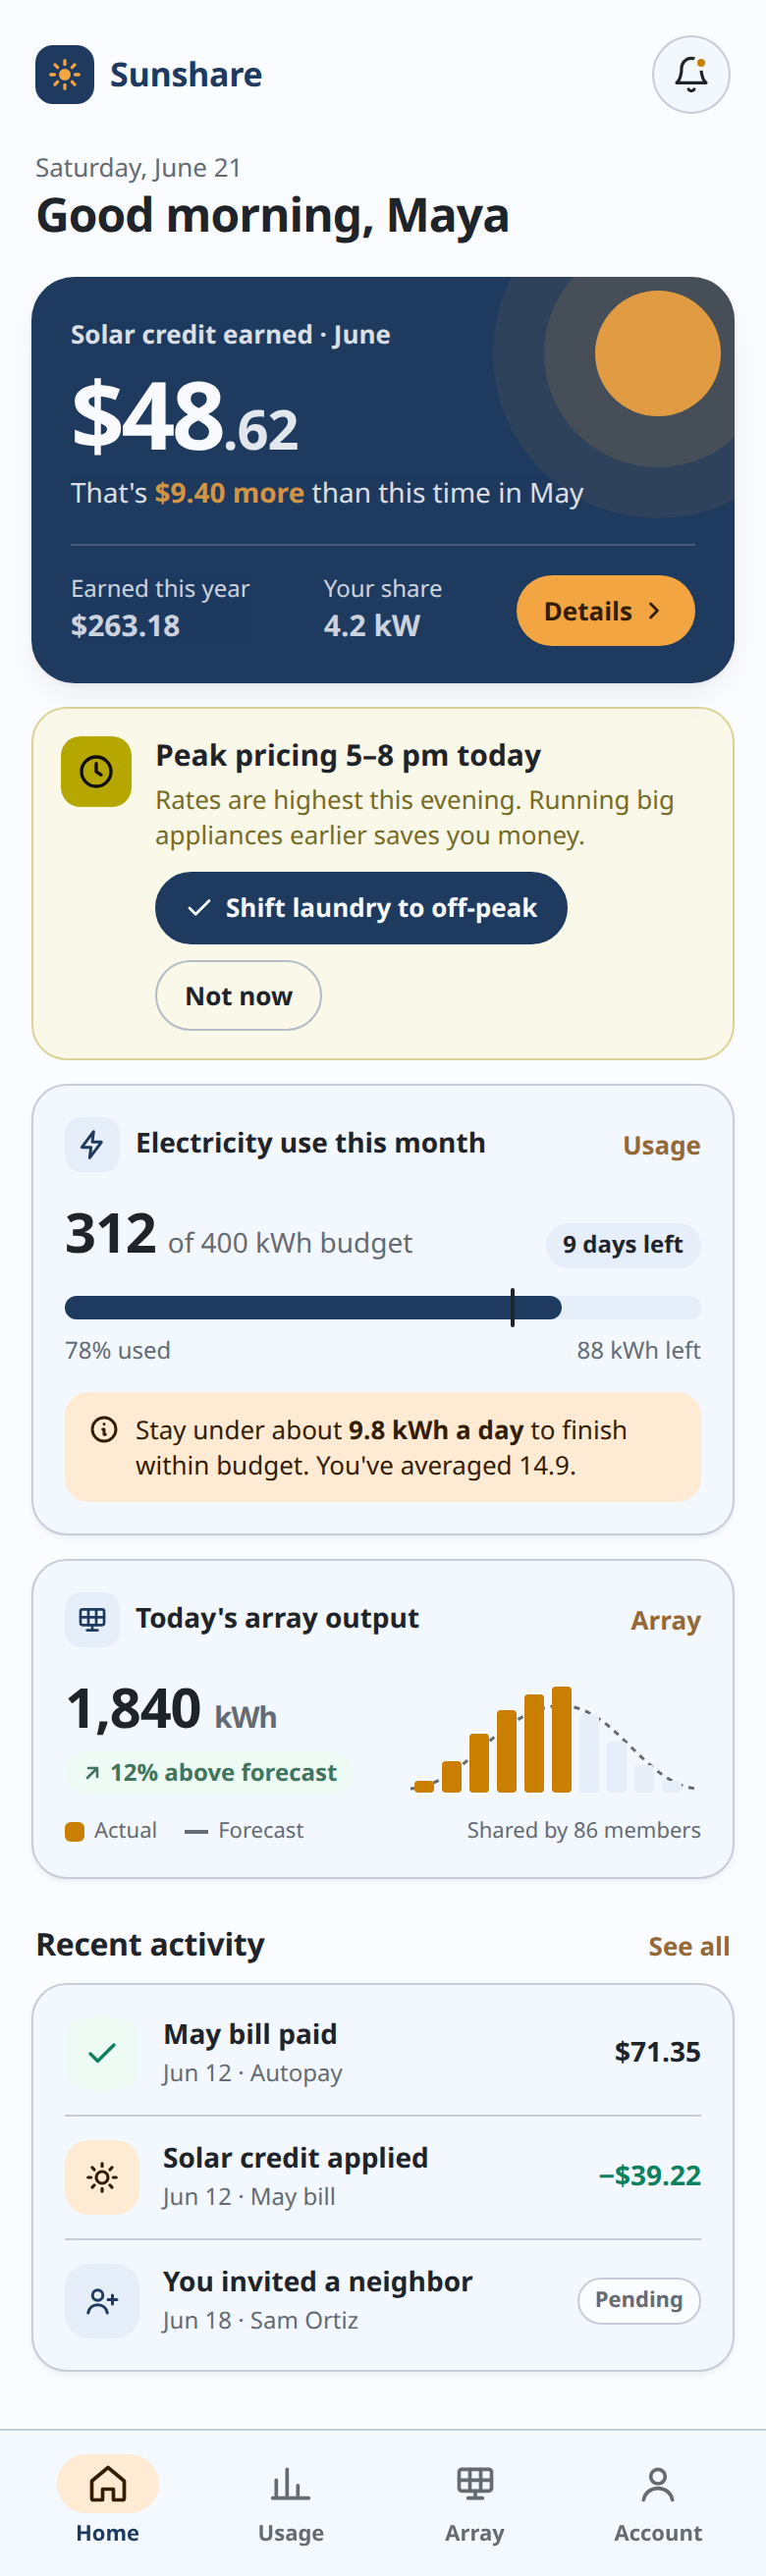 Sunshare
Saturday, June 21
Good morning, Maya
Solar credit earned · June
$48.62
That's $9.40 more than this time in May
Earned this year
$263.18
Your share
4.2 kW
Details
Peak pricing 5–8 pm today
Rates are highest this evening. Running big
appliances earlier saves you money.
Shift laundry to off-peak
Not now
Electricity use this month
Usage
312 of 400 kWh budget
9 days left
78% used
88 kWh left
Stay under about 9.8 kWh a day to finish
within budget. You've averaged 14.9.
Today's array output
Array
1,840 kWh
12% above forecast
Actual
Forecast
Shared by 86 members
Recent activity
See all
May bill paid
Jun 12 · Autopay
$71.35
Solar credit applied
Jun 12 · May bill
−$39.22
You invited a neighbor
Jun 18 · Sam Ortiz
Pending
Home
Usage
Array
Account